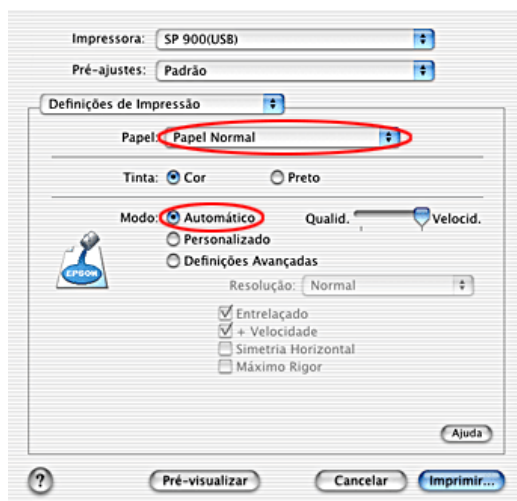 Impressora: SP 900(USB)
Pré-ajustes: Padrão
Definições de Impressão
Papel: Papel Normal
Tinta: Cor Preto
Modo: Automático Qualid. Velocid.
Personalizado
EPSON
Definições Avançadas
Resolução: Normal
Entrelaçado
+ Velocidade
Simetria Horizontal
Máximo Rigor
Ajuda
? Pré-visualizar Cancelar Imprimir...